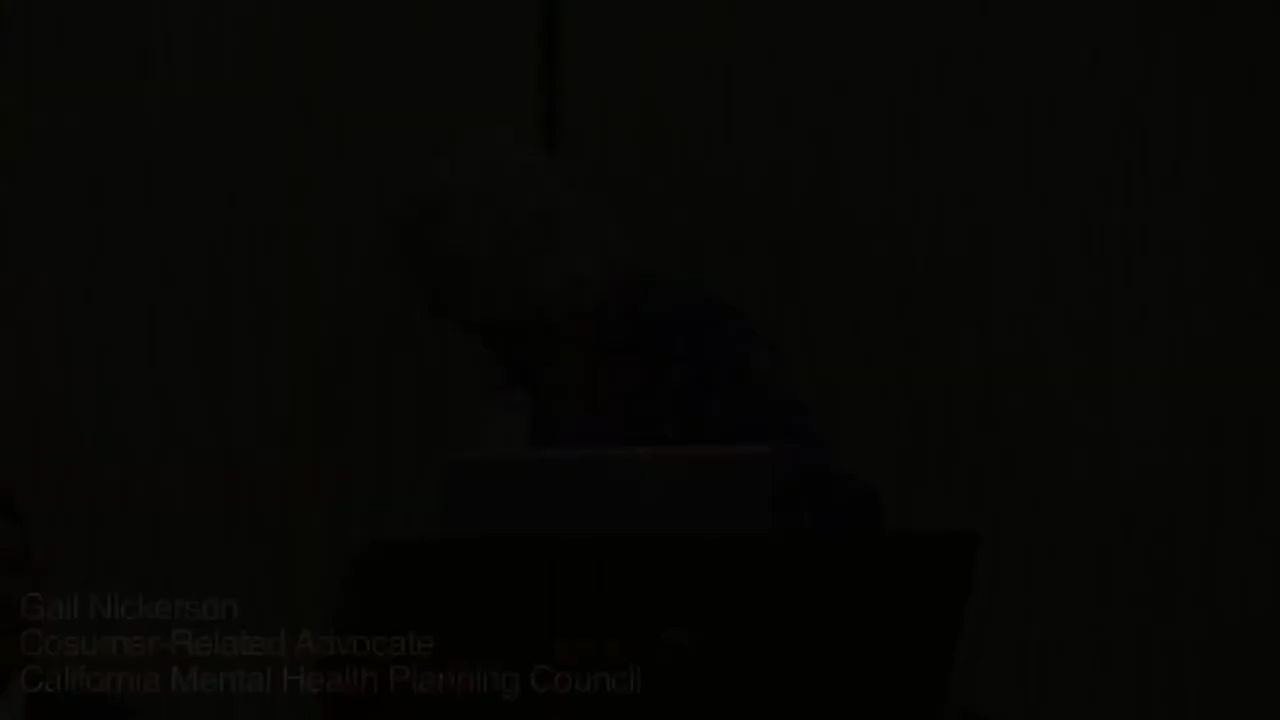 Gail Nickerson
Cosumer-Related Advocate
California Mental Health Planning Council